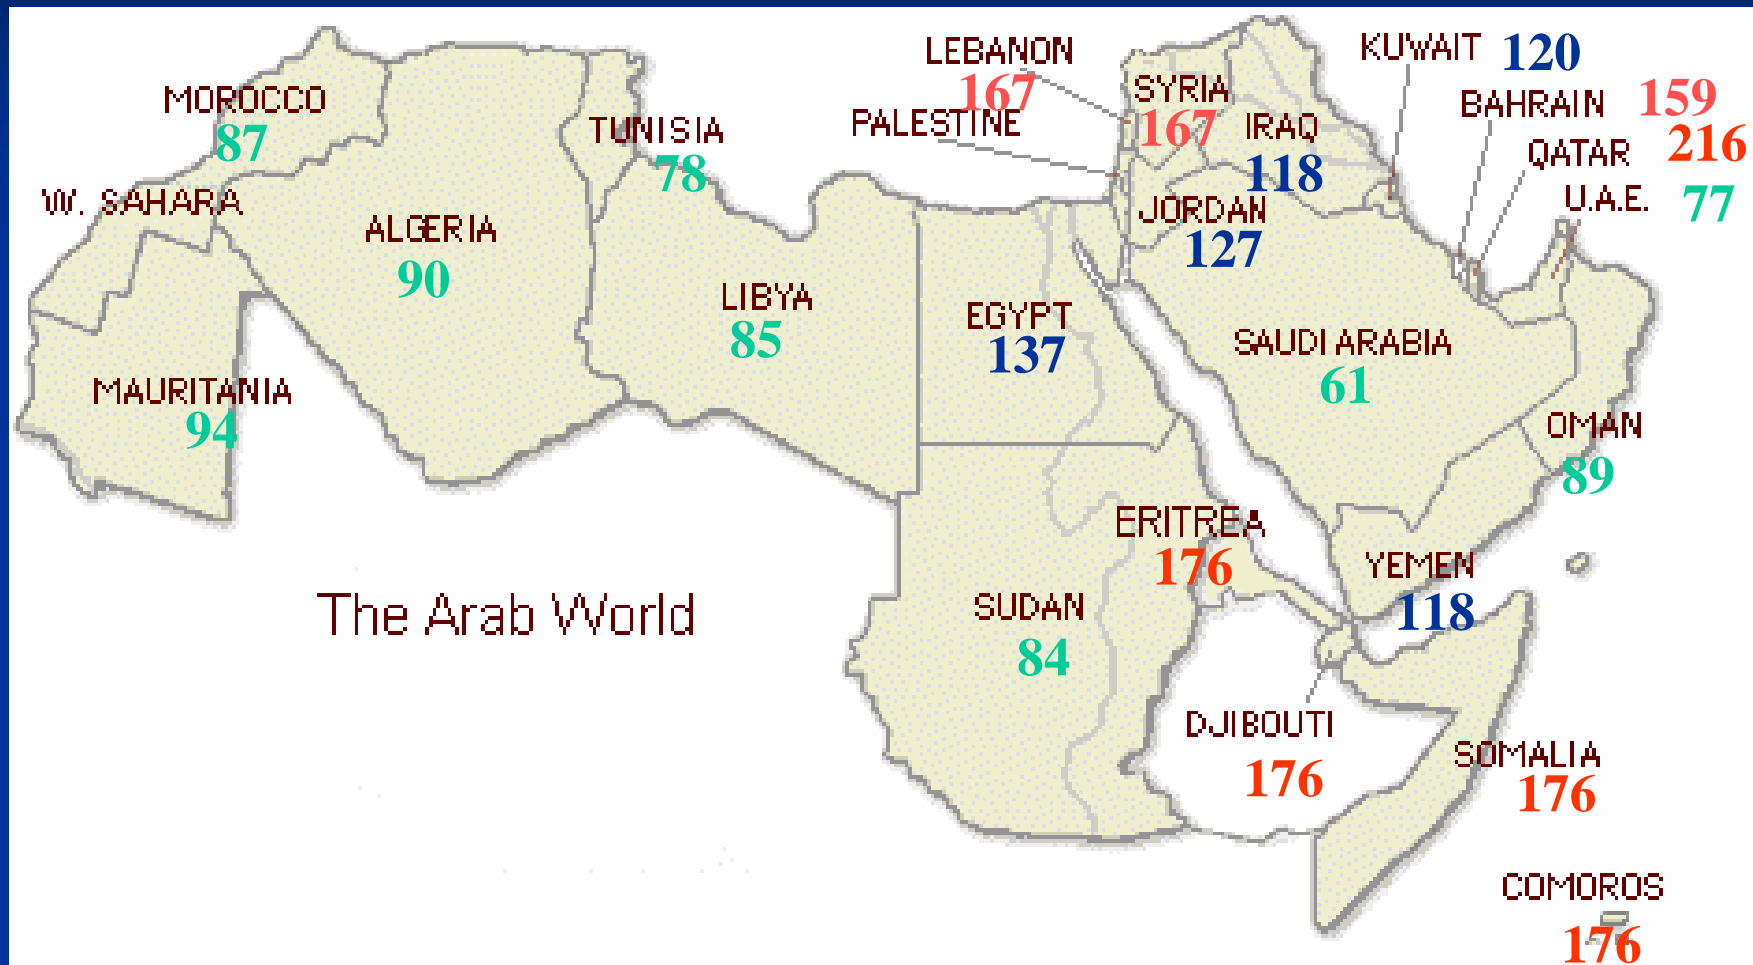 LEBANON
167
KUWAIT 120
SYRIA
167
BAHRAIN 159
MOROCCO
87
PALESTINE
TUNISIA
78
IRAQ
118
QATAR 216
U.A.E. 77
W. SAHARA
ALGERIA
90
JORDAN
127
LIBYA
85
EGYPT
137
SAUDI ARABIA
61
MAURITANIA
94
OMAN
89
ERITREA
176
YEMEN
118
The Arab World
SUDAN
84
DJIBOUTI
176
SOMALIA
176
COMOROS
176